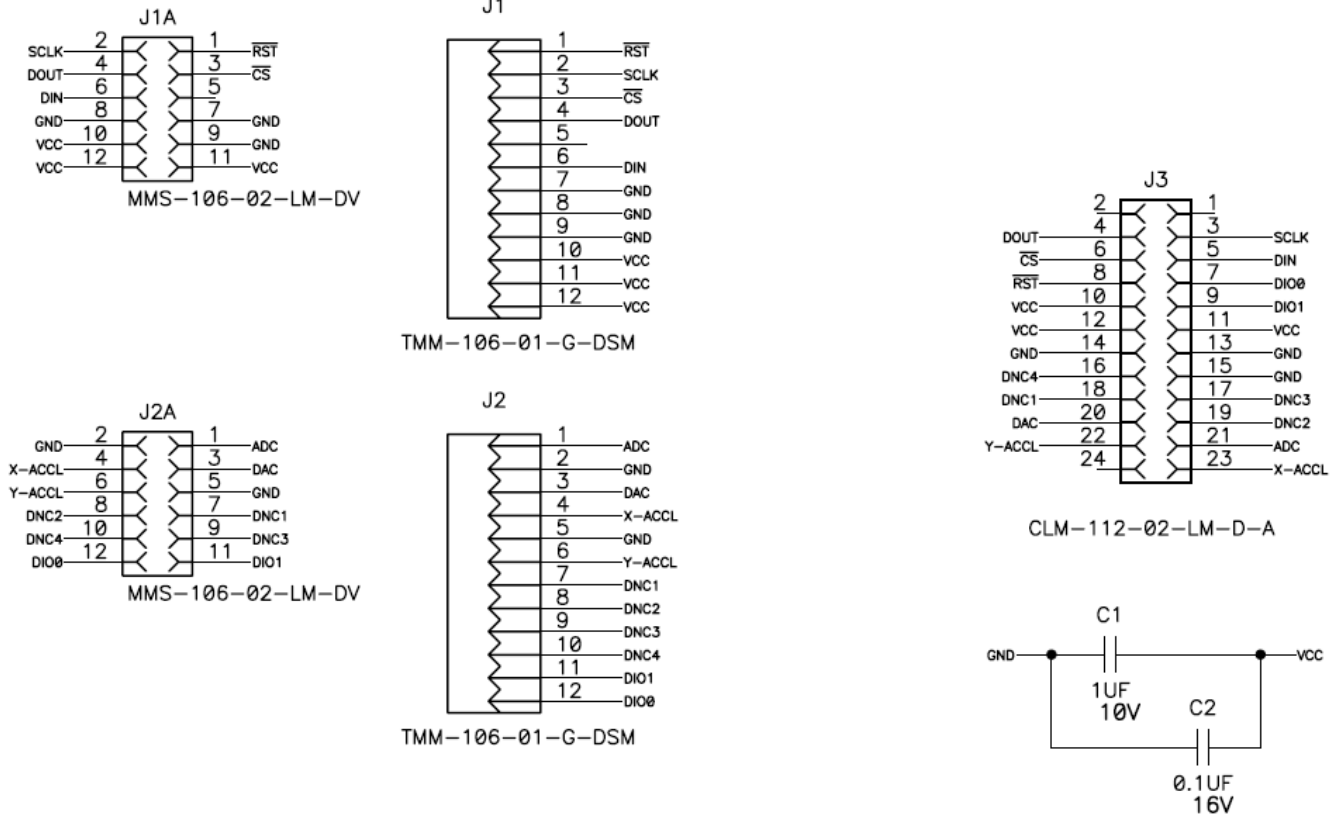 J1A
SCLK 2 1 R̅S̅T̅
DOUT 4 3 C̅S̅
DIN 6 5
GND 8 7 GND
VCC 10 9 GND
VCC 12 11 VCC
MMS-106-02-LM-DV
J1
1 R̅S̅T̅
2 SCLK
3 C̅S̅
4 DOUT
5
6 DIN
7 GND
8 GND
9 GND
10 VCC
11 VCC
12 VCC
TMM-106-01-G-DSM
J2A
GND 2 1 ADC
X-ACCL 4 3 DAC
Y-ACCL 6 5 GND
DNC2 8 7 DNC1
DNC4 10 9 DNC3
DIO0 12 11 DIO1
MMS-106-02-LM-DV
J2
1 ADC
2 GND
3 DAC
4 X-ACCL
5 GND
6 Y-ACCL
7 DNC1
8 DNC2
9 DNC3
10 DNC4
11 DIO1
12 DIO0
TMM-106-01-G-DSM
J3
2 1
DOUT 4 3 SCLK
C̅S̅ 6 5 DIN
R̅S̅T̅ 8 7 DIO0
VCC 10 9 DIO1
VCC 12 11 VCC
GND 14 13 GND
DNC4 16 15 GND
DNC1 18 17 DNC3
DAC 20 19 DNC2
Y-ACCL 22 21 ADC
24 23 X-ACCL
CLM-112-02-LM-D-A
C1
GND VCC
1UF
10V
C2
0.1UF
16V